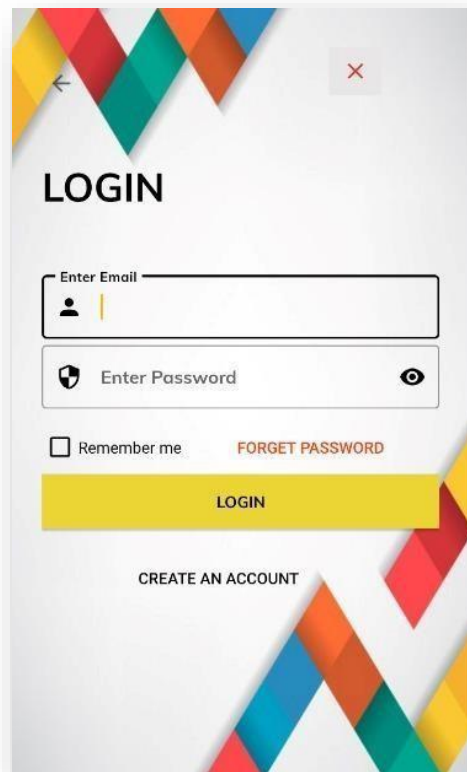 LOGIN
Enter Email
Enter Password
Remember me FORGET PASSWORD
LOGIN
CREATE AN ACCOUNT